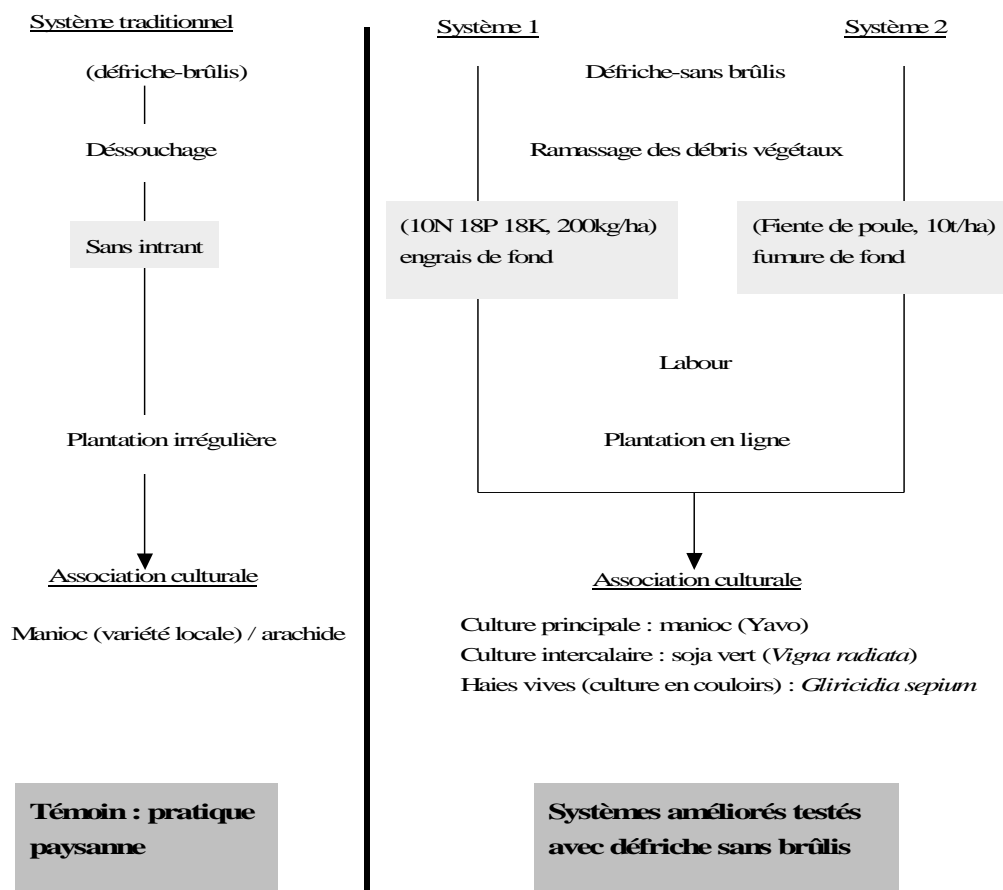 Système traditionnel
(défriche-brûlis)
Déssouchage
Sans intrant
Plantation irrégulière
Association culturale
Manioc (variété locale) / arachide
Témoin : pratique
paysanne
Système 1
Système 2
Défriche-sans brûlis
Ramassage des débris végétaux
(10N 18P 18K, 200kg/ha)
engrais de fond
(Fiente de poule, 10t/ha)
fumure de fond
Labour
Plantation en ligne
Association culturale
Culture principale : manioc (Yavo)
Culture intercalaire : soja vert (Vigna radiata)
Haies vives (culture en couloirs) : Gliricidia sepium
Systèmes améliorés testés
avec défriche sans brûlis